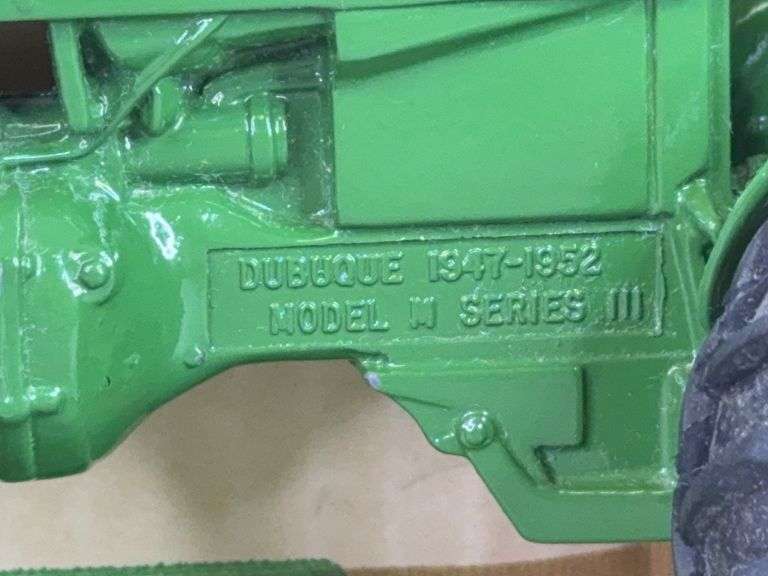 DUBUQUE 1947-1952
MODEL M SERIES III